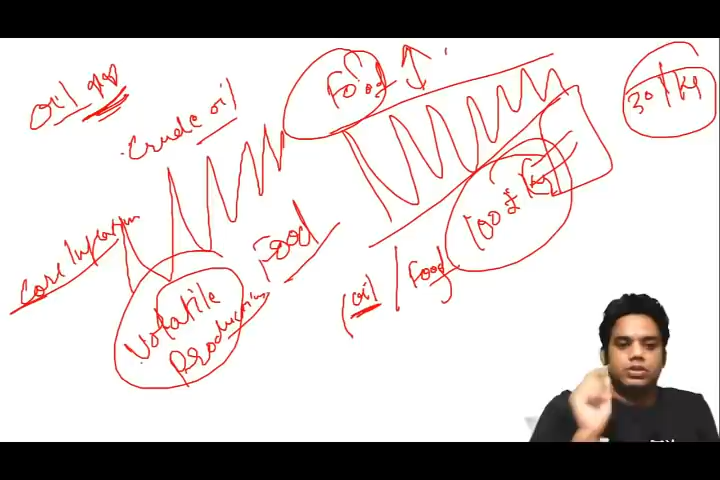 Oil gas
Crude oil
Food
30/kg
Core Inflation
Food
100₹/kg
(oil / Food)
Volatile
Production